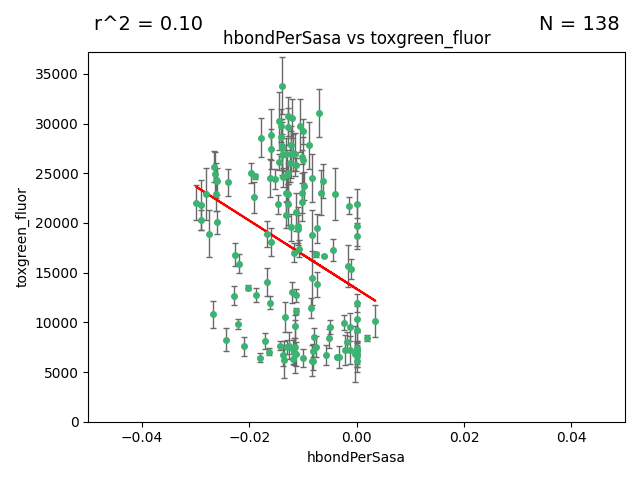 r^2 = 0.10
N = 138
hbondPerSasa vs toxgreen_fluor
35000
30000
25000
20000
15000
10000
5000
0
toxgreen_fluor
−0.04
−0.02
0.00
0.02
0.04
hbondPerSasa